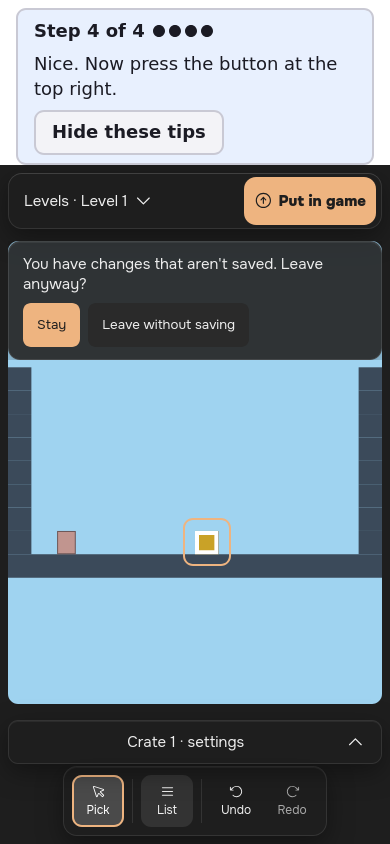 Step 4 of 4
Nice. Now press the button at the
top right.
Hide these tips
Levels · Level 1
Put in game
You have changes that aren't saved. Leave
anyway?
Stay
Leave without saving
Crate 1 · settings
Pick
List
Undo
Redo